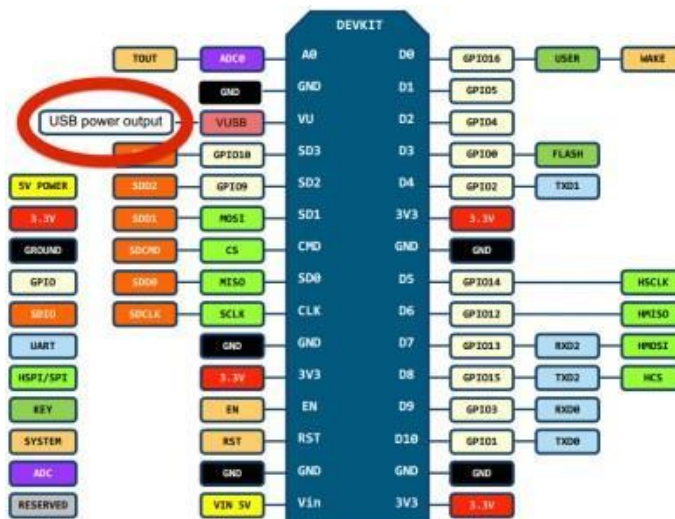 DEVKIT
TOUT ADC0 A0 D0 GPIO16 USER WAKE
GND GND D1 GPIO5
USB power output VUSB VU D2 GPIO4
GPIO10 SD3 D3 GPIO0 FLASH
5V POWER SDD2 GPIO9 SD2 D4 GPIO2 TXD1
3.3V SDD1 MOSI SD1 3V3 3.3V
GROUND SDCMD CS CMD GND GND
GPIO SDD0 MISO SD0 D5 GPIO14 HSCLK
SDIO SDCLK SCLK CLK D6 GPIO12 HMISO
UART GND GND D7 GPIO13 RXD2 HMOSI
HSPI/SPI 3.3V 3V3 D8 GPIO15 TXD2 HCS
KEY EN EN D9 GPIO3 RXD0
SYSTEM RST RST D10 GPIO1 TXD0
ADC GND GND GND GND
RESERVED VIN 5V Vin 3V3 3.3V